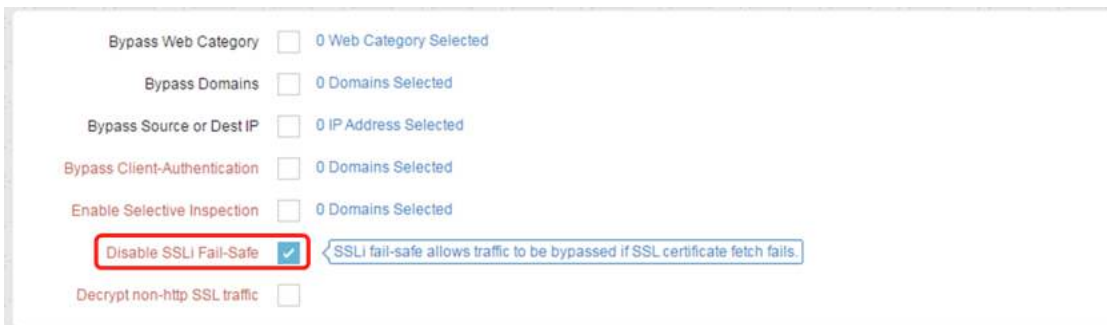 Bypass Web Category 0 Web Category Selected
Bypass Domains 0 Domains Selected
Bypass Source or Dest IP 0 IP Address Selected
Bypass Client-Authentication 0 Domains Selected
Enable Selective Inspection 0 Domains Selected
Disable SSLi Fail-Safe SSLi fail-safe allows traffic to be bypassed if SSL certificate fetch fails.
Decrypt non-http SSL traffic